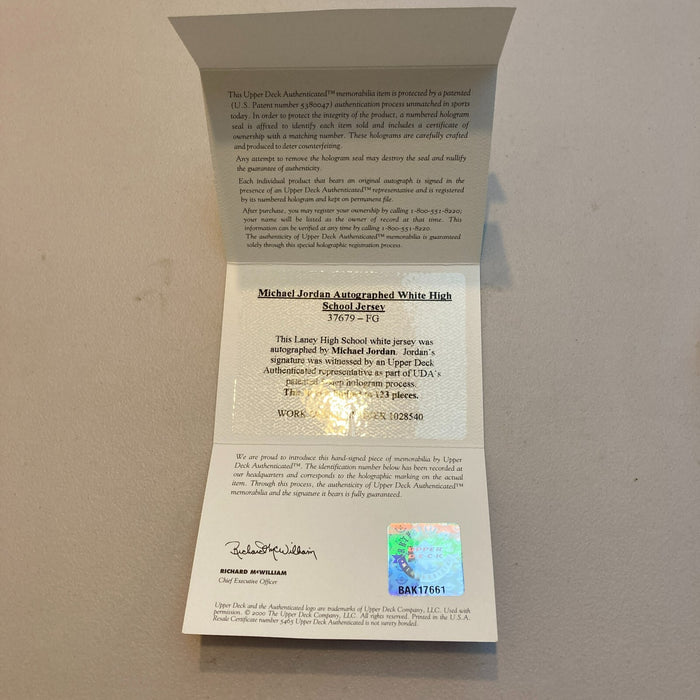 This Upper Deck Authenticated™ memorabilia item is protected by a patented
(U.S. Patent number 5380047) authentication process unmatched in sports
today. In order to protect the integrity of the product, a numbered hologram
seal is affixed to identify each item sold and includes a certificate of
ownership with a matching number. These holograms are carefully crafted
and produced to deter counterfeiting.
Any attempt to remove the hologram seal may destroy the seal and nullify
the guarantee of authenticity.
Each individual product that bears an original autograph is signed in the
presence of an Upper Deck Authenticated™ representative and is registered
by its numbered hologram and kept on permanent file.
After purchase, you may register your ownership by calling 1-800-551-8220;
your name will be listed as the owner of record at that time. This
information can be verified at any time by calling 1-800-551-8220.
The authenticity of Upper Deck Authenticated™ memorabilia is guaranteed
solely through this special holographic registration process.
Michael Jordan Autographed White High
School Jersey
37679 – FG
This Laney High School white jersey was
autographed by Michael Jordan. Jordan's
signature was witnessed by an Upper Deck
Authenticated representative as part of UDA's
hologram process.
123 pieces.
WORK 1028540
We are proud to introduce this hand-signed piece of memorabilia by Upper
Deck Authenticated™. The identification number below has been recorded at
our headquarters and corresponds to the holographic marking on the actual
item. Through this process, the authenticity of Upper Deck Authenticated™
memorabilia and the signature it bears is fully guaranteed.
Richard McWilliam
RICHARD McWILLIAM
Chief Executive Officer
UPPER
DECK
BAK17661
Upper Deck and the Authenticated logo are trademarks of Upper Deck Company, LLC. Used with
permission. © 2000 The Upper Deck Company, LLC. All rights reserved. Printed in the U.S.A.
Resale Certificate number 5465 Upper Deck Authenticated is not surety bonded.